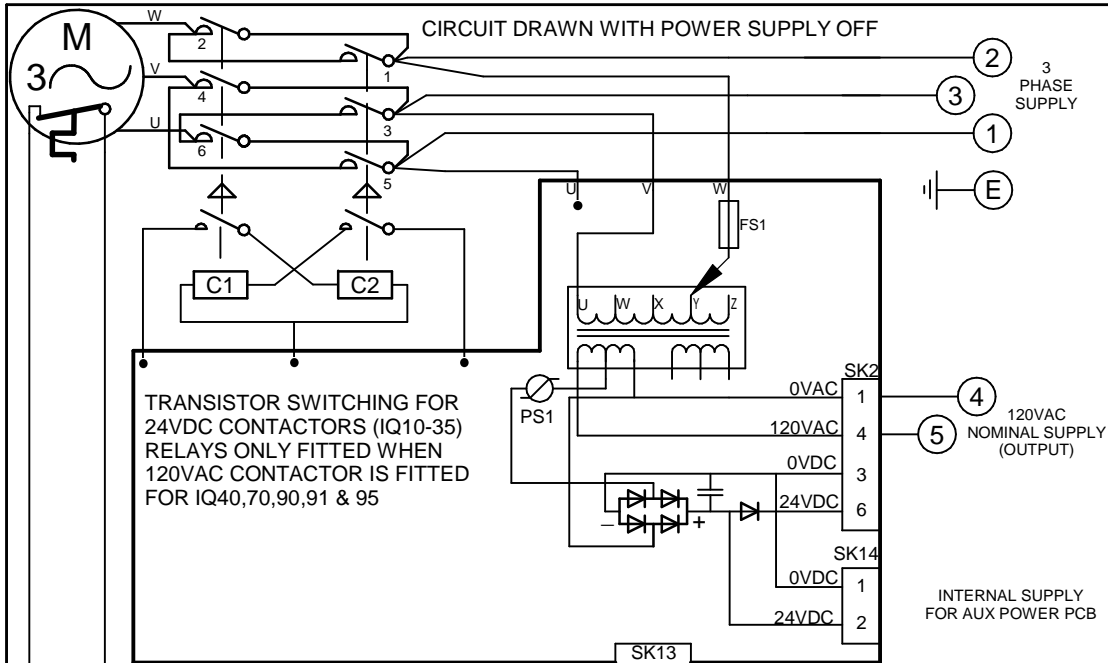 CIRCUIT DRAWN WITH POWER SUPPLY OFF
M
3
W
V
U
2
1
4
3
6
5
2
3
1
E
3
PHASE
SUPPLY
C1
C2
U
V
W
FS1
U W X Y Z
PS1
TRANSISTOR SWITCHING FOR
24VDC CONTACTORS (IQ10-35)
RELAYS ONLY FITTED WHEN
120VAC CONTACTOR IS FITTED
FOR IQ40,70,90,91 & 95
SK2
0VAC 1
120VAC 4
0VDC 3
24VDC 6
4
5
120VAC
NOMINAL SUPPLY
(OUTPUT)
− +
SK14
0VDC 1
24VDC 2
INTERNAL SUPPLY
FOR AUX POWER PCB
SK13